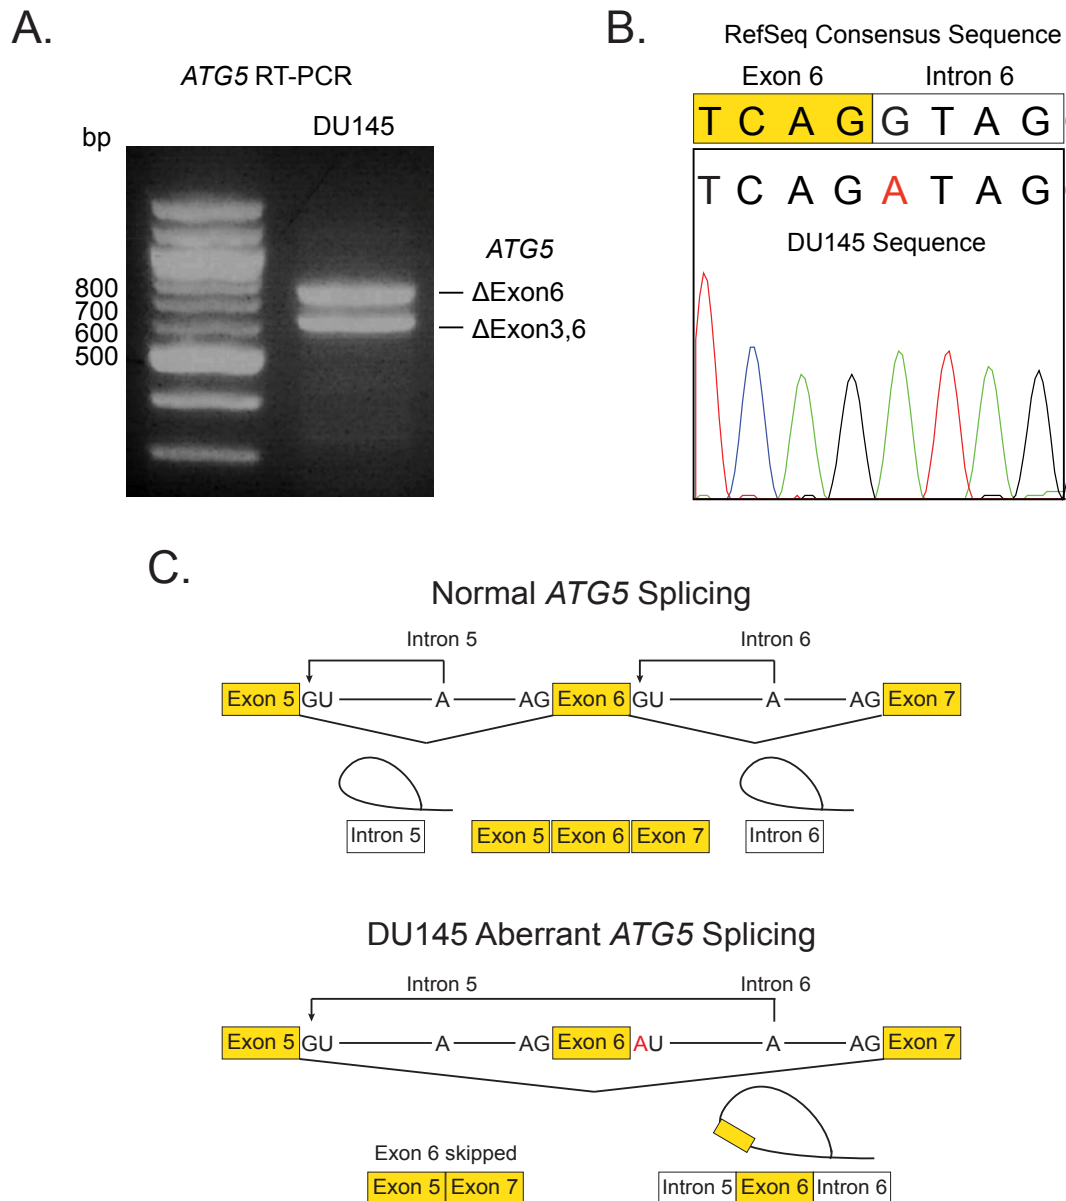 A.
ATG5 RT-PCR
bp
DU145
800
700
600
500
ATG5
ΔExon6
ΔExon3,6
B.
RefSeq Consensus Sequence
Exon 6 Intron 6
T C A G G T A G
T C A G A T A G
DU145 Sequence
C.
Normal ATG5 Splicing
Intron 5 Intron 6
Exon 5 GU A AG Exon 6 GU A AG Exon 7
Intron 5 Exon 5 Exon 6 Exon 7 Intron 6
DU145 Aberrant ATG5 Splicing
Intron 5 Intron 6
Exon 5 GU A AG Exon 6 AU A AG Exon 7
Exon 6 skipped
Exon 5 Exon 7 Intron 5 Exon 6 Intron 6